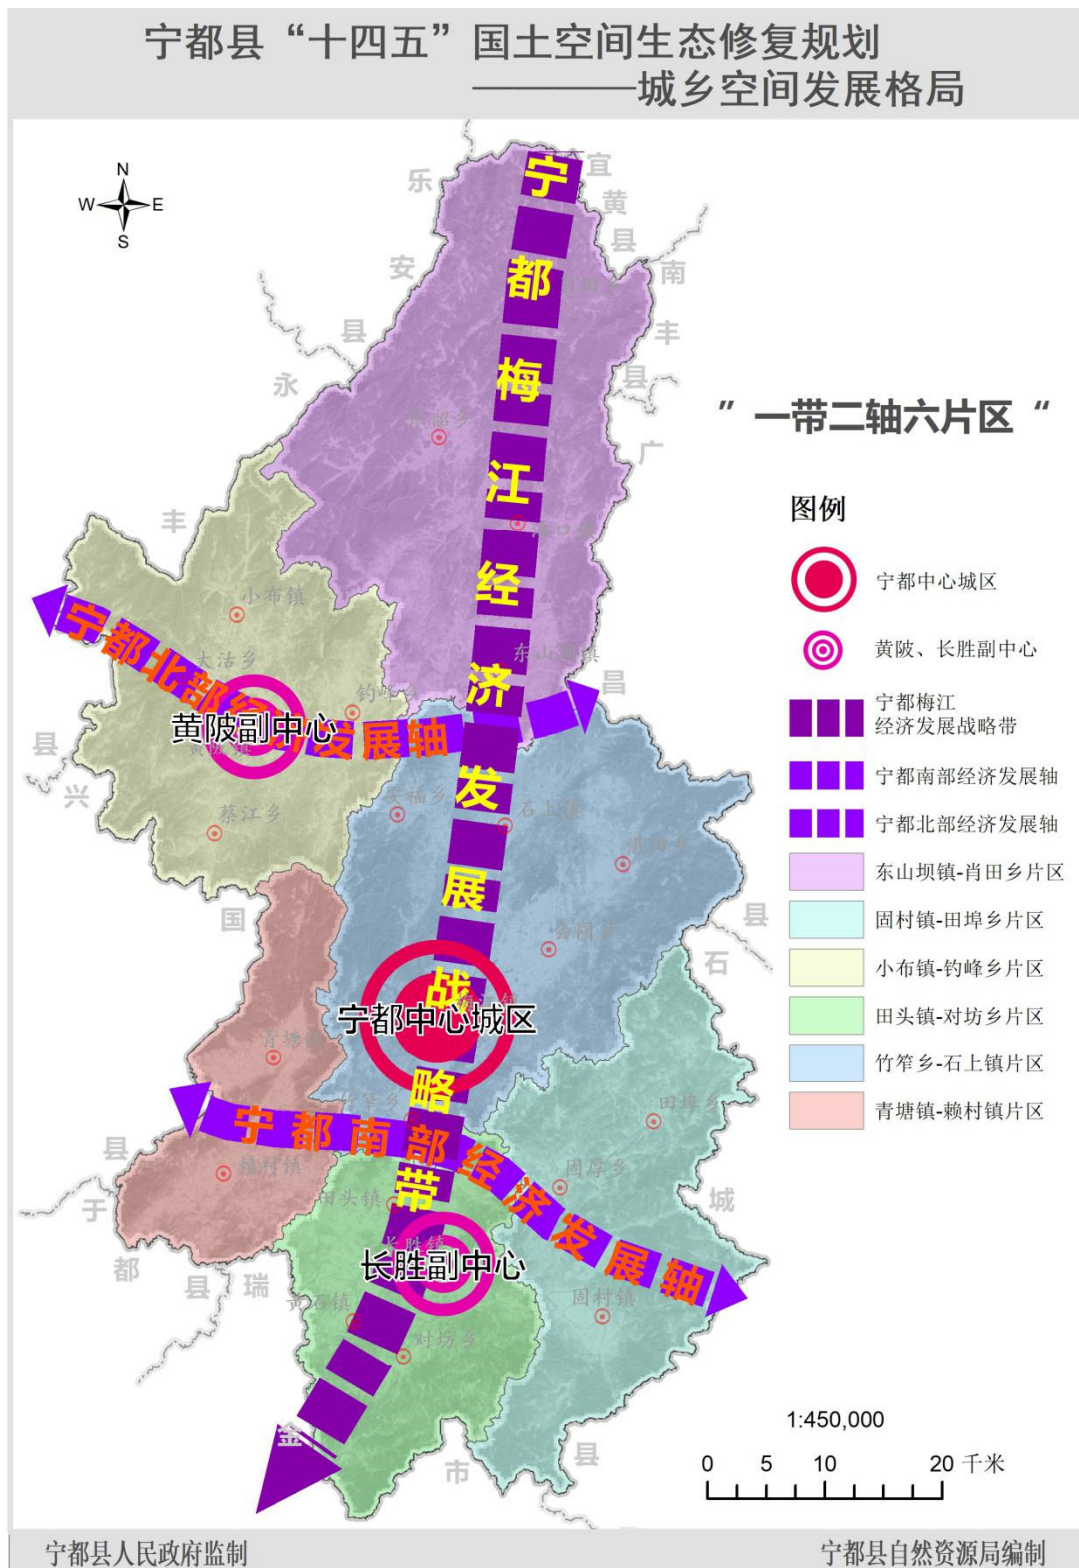 宁都县“十四五”国土空间生态修复规划
————城乡空间发展格局
N
W
E
S
乐
安
县
宜
黄
县
南
丰
县
广
昌
县
石
城
县
永
丰
县
兴
国
县
于
都
县
瑞
金
市
宁都梅江经济发展战略带
宁都北部经济发展轴
宁都南部经济发展轴
黄陂副中心
宁都中心城区
长胜副中心
小布镇
大沽乡
钓峰乡
蔡江乡
石上镇
会同乡
青塘镇
竹笮乡
赖村镇
田头镇
长胜镇
黄石镇
对坊乡
田埠乡
固厚乡
固村镇
”一带二轴六片区“
图例
宁都中心城区
黄陂、长胜副中心
宁都梅江
经济发展战略带
宁都南部经济发展轴
宁都北部经济发展轴
东山坝镇-肖田乡片区
固村镇-田埠乡片区
小布镇-钓峰乡片区
田头镇-对坊乡片区
竹笮乡-石上镇片区
青塘镇-赖村镇片区
1:450,000
0 5 10 20 千米
宁都县人民政府监制
宁都县自然资源局编制